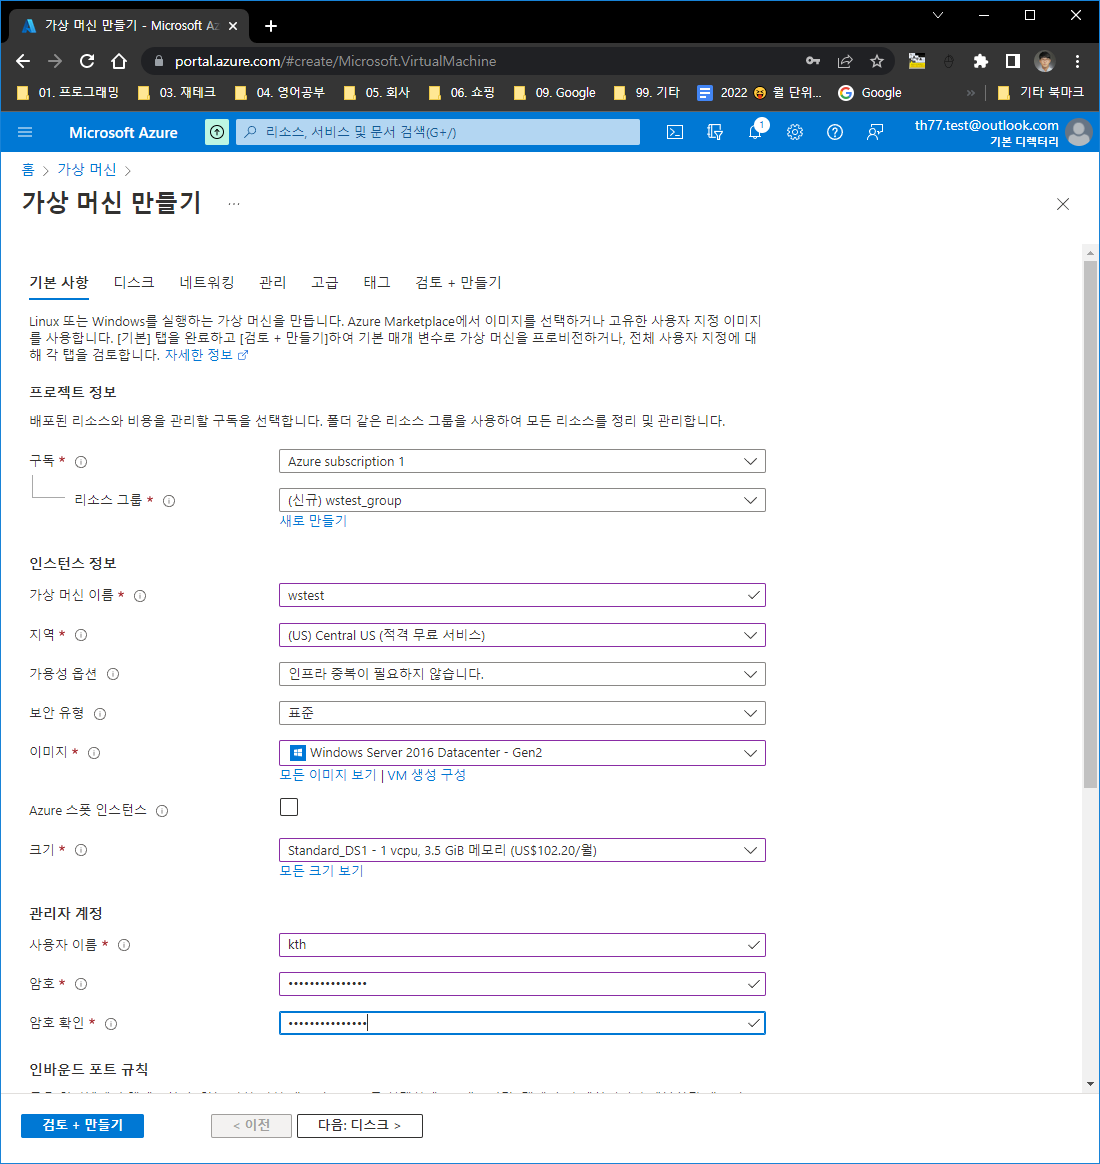 가상 머신 만들기 - Microsoft Az
portal.azure.com/#create/Microsoft.VirtualMachine
01. 프로그래밍
03. 재테크
04. 영어공부
05. 회사
06. 쇼핑
09. Google
99. 기타
2022 😝 월 단위...
Google
»
기타 북마크
Microsoft Azure
리소스, 서비스 및 문서 검색(G+/)
1
th77.test@outlook.com
기본 디렉터리
홈 > 가상 머신 >
가상 머신 만들기 ...
기본 사항 디스크 네트워킹 관리 고급 태그 검토 + 만들기
Linux 또는 Windows를 실행하는 가상 머신을 만듭니다. Azure Marketplace에서 이미지를 선택하거나 고유한 사용자 지정 이미지
를 사용합니다. [기본] 탭을 완료하고 [검토 + 만들기]하여 기본 매개 변수로 가상 머신을 프로비전하거나, 전체 사용자 지정에 대
해 각 탭을 검토합니다. 자세한 정보
프로젝트 정보
배포된 리소스와 비용을 관리할 구독을 선택합니다. 폴더 같은 리소스 그룹을 사용하여 모든 리소스를 정리 및 관리합니다.
구독 *
Azure subscription 1
리소스 그룹 *
(신규) wstest_group
새로 만들기
인스턴스 정보
가상 머신 이름 *
wstest
지역 *
(US) Central US (적격 무료 서비스)
가용성 옵션
인프라 중복이 필요하지 않습니다.
보안 유형
표준
이미지 *
Windows Server 2016 Datacenter - Gen2
모든 이미지 보기 | VM 생성 구성
Azure 스폿 인스턴스
크기 *
Standard_DS1 - 1 vcpu, 3.5 GiB 메모리 (US$102.20/월)
모든 크기 보기
관리자 계정
사용자 이름 *
kth
암호 *
•••••••••••••••
암호 확인 *
•••••••••••••••
인바운드 포트 규칙
검토 + 만들기
< 이전
다음: 디스크 >